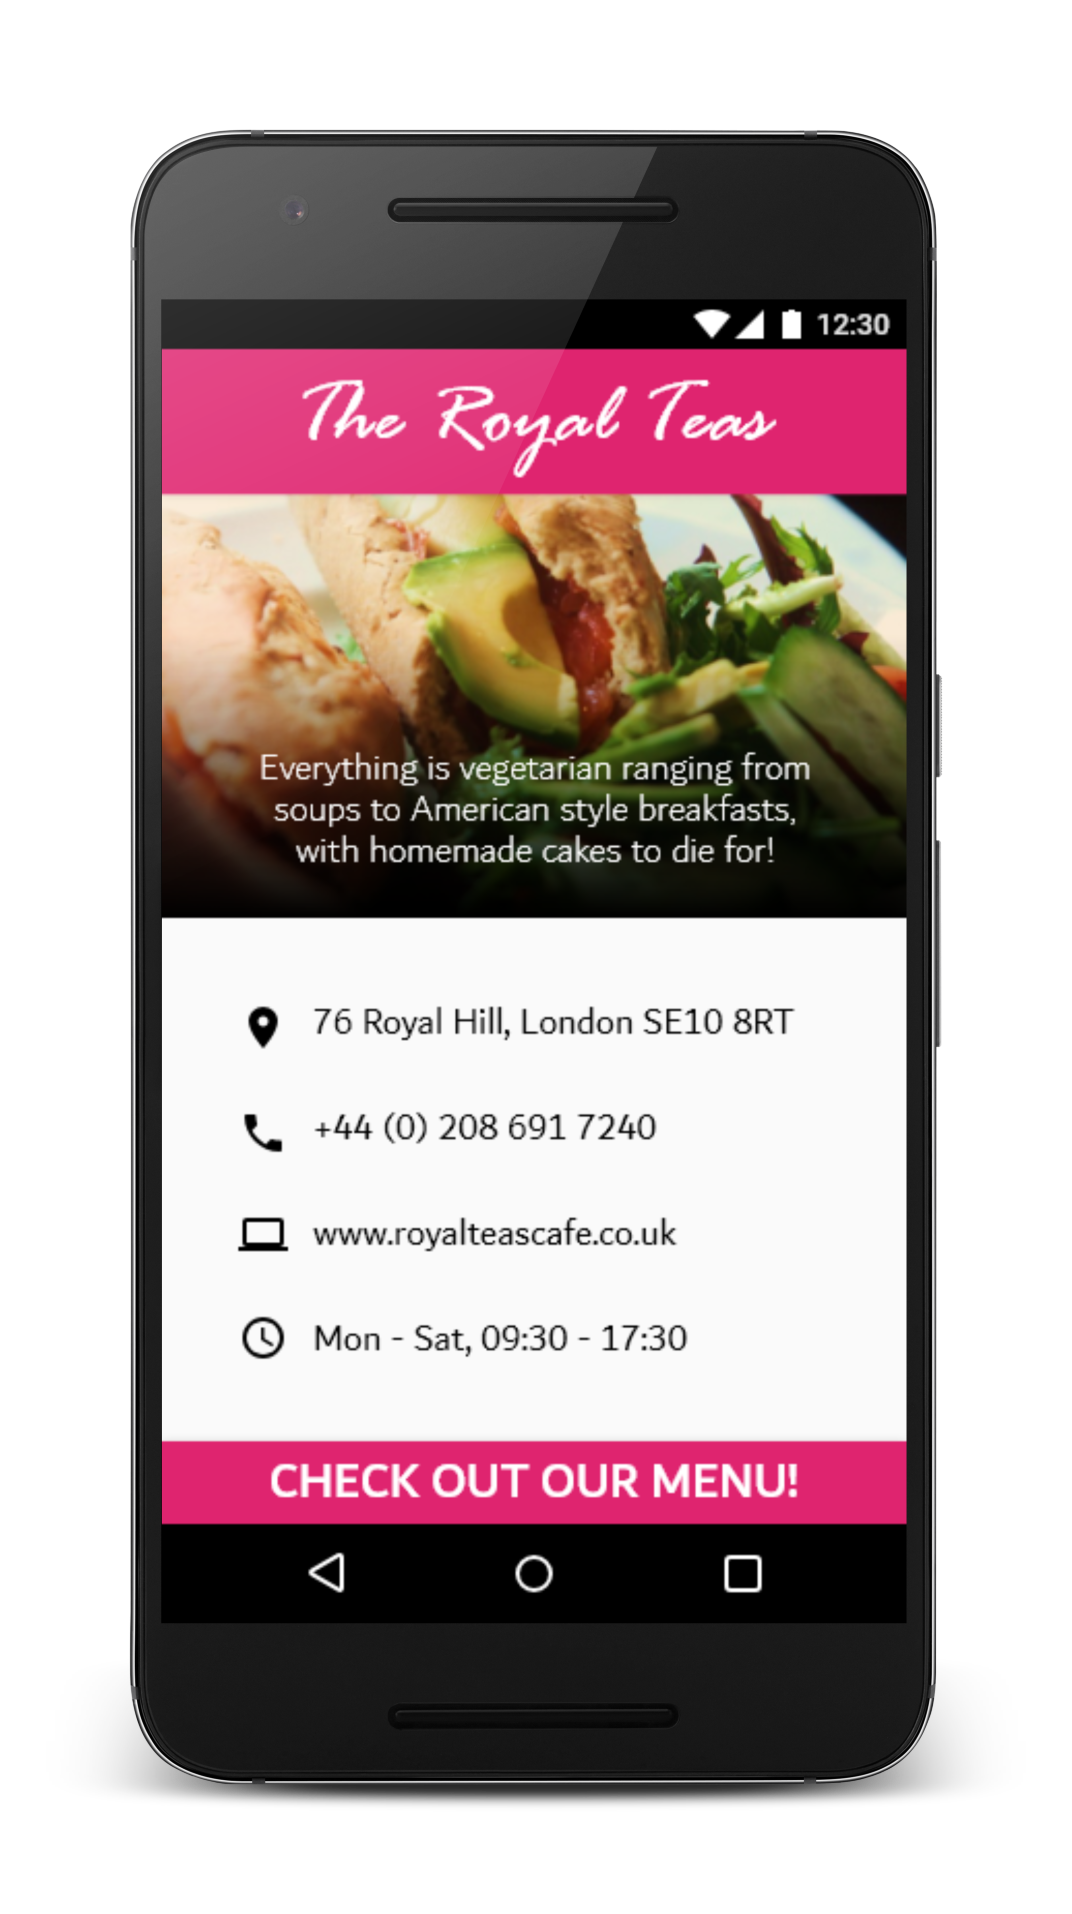 12:30
The Royal Teas
Everything is vegetarian ranging from
soups to American style breakfasts,
with homemade cakes to die for!
76 Royal Hill, London SE10 8RT
+44 (0) 208 691 7240
www.royalteascafe.co.uk
Mon - Sat, 09:30 - 17:30
CHECK OUT OUR MENU!